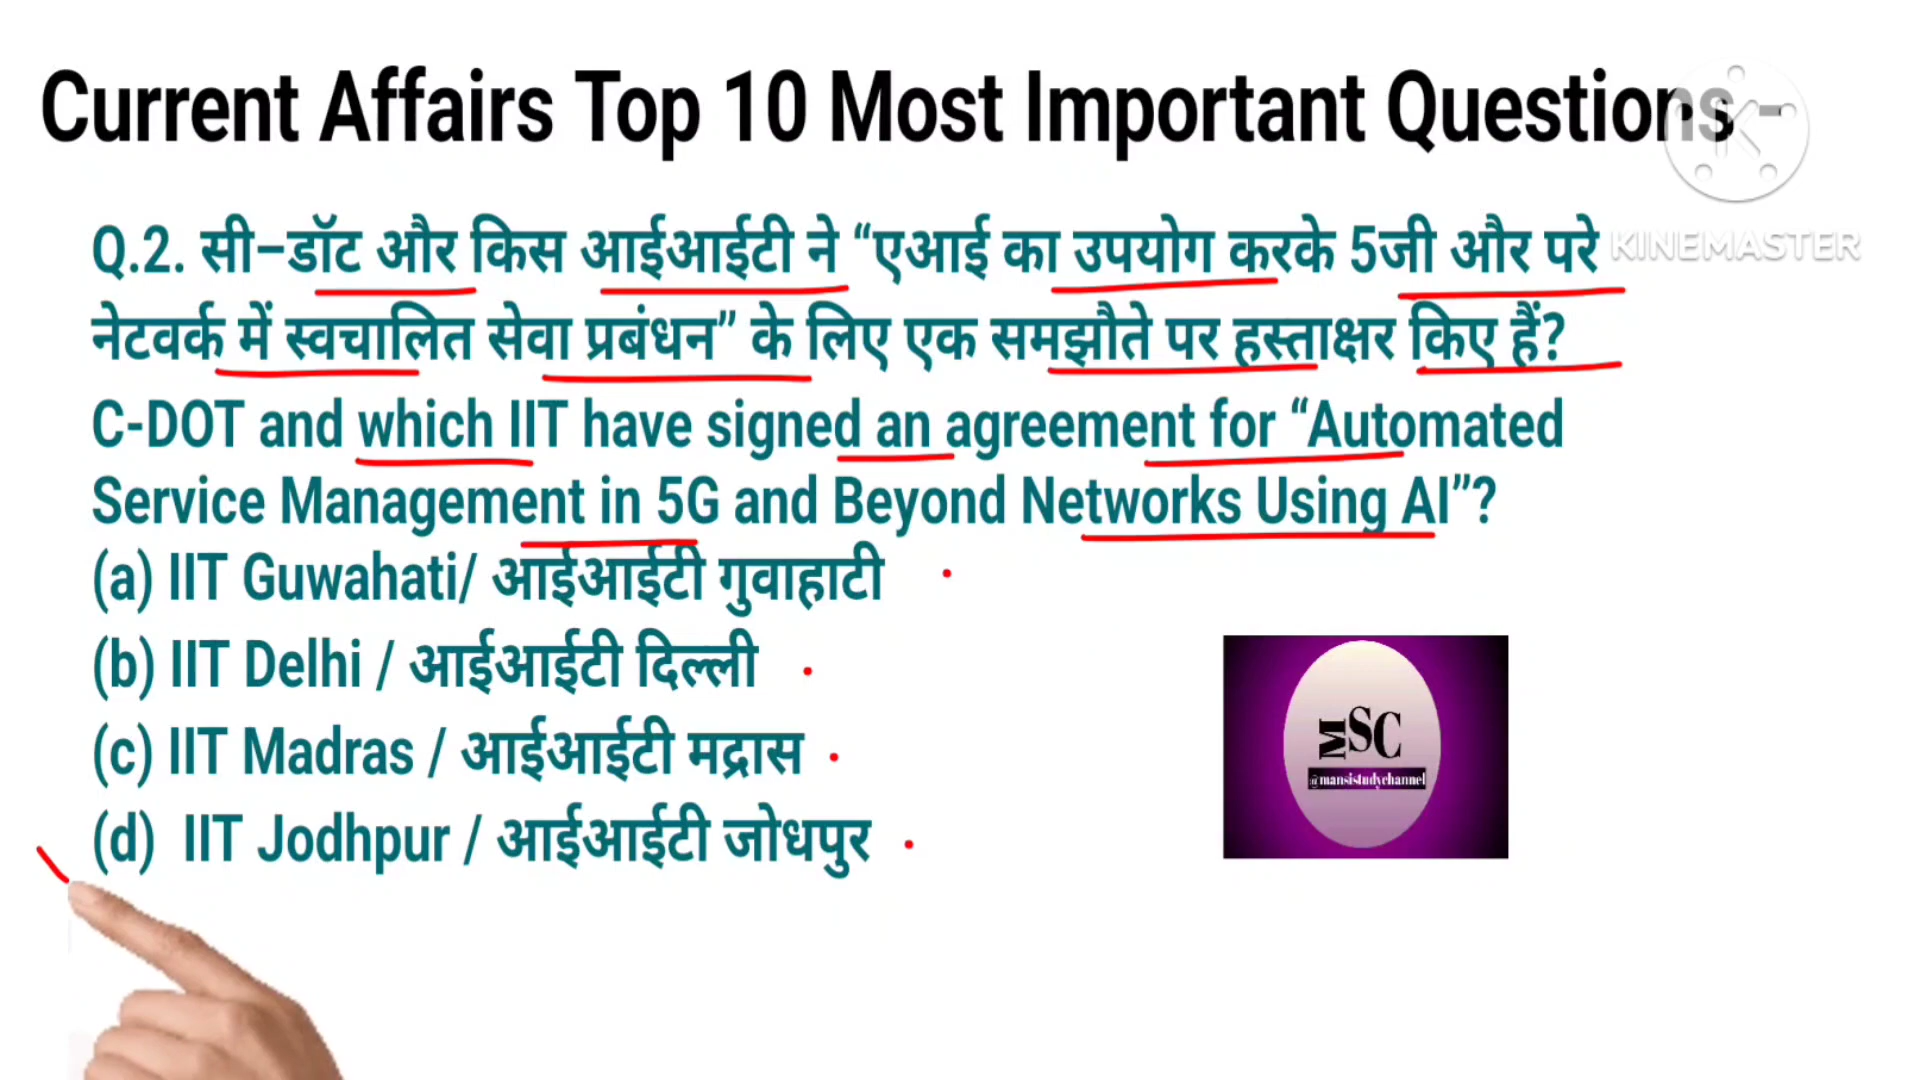 Current Affairs Top 10 Most Important Questions -
KINEMASTER
Q.2. सी-डॉट और किस आईआईटी ने “एआई का उपयोग करके 5जी और परे
नेटवर्क में स्वचालित सेवा प्रबंधन” के लिए एक समझौते पर हस्ताक्षर किए हैं?
C-DOT and which IIT have signed an agreement for “Automated
Service Management in 5G and Beyond Networks Using AI”?
(a) IIT Guwahati/ आईआईटी गुवाहाटी
(b) IIT Delhi / आईआईटी दिल्ली
(c) IIT Madras / आईआईटी मद्रास
(d) IIT Jodhpur / आईआईटी जोधपुर
MSC
@mansistudychannel